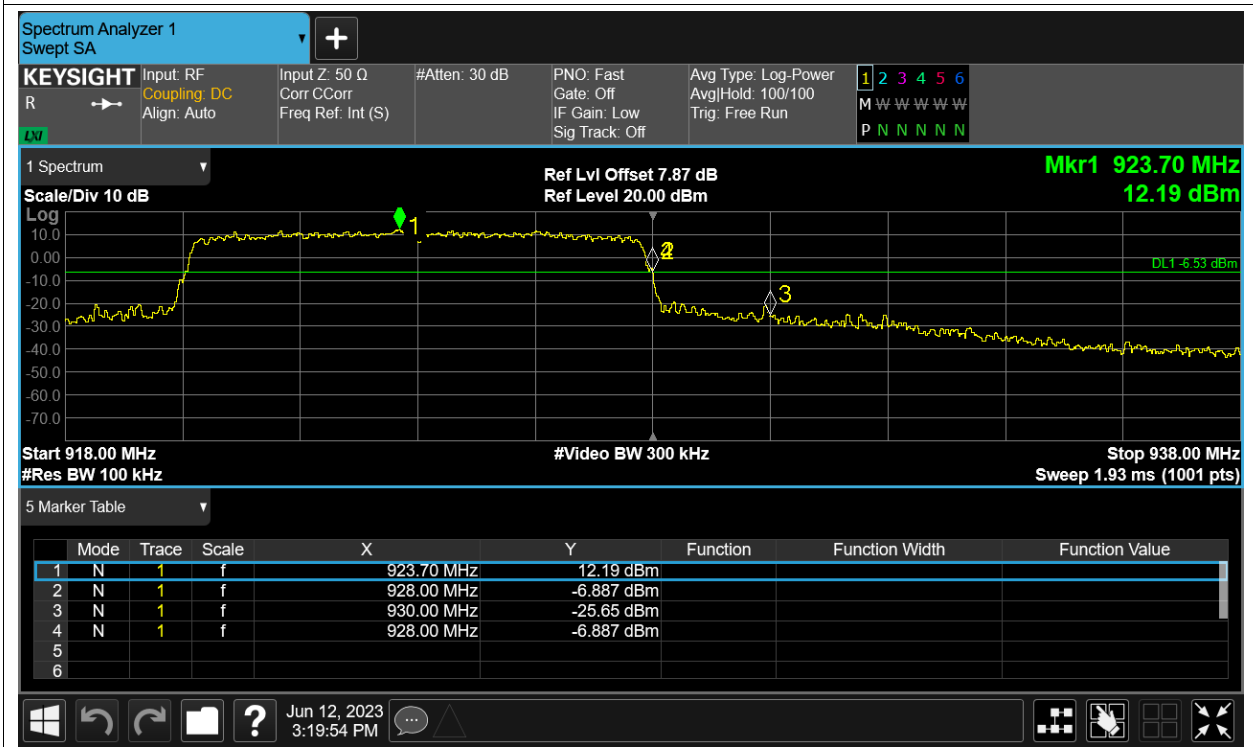 Spectrum Analyzer 1
Swept SA
+
KEYSIGHT Input: RF Input Z: 50 Ω #Atten: 30 dB PNO: Fast Avg Type: Log-Power 1 2 3 4 5 6
R Coupling: DC Corr CCorr Gate: Off Avg|Hold: 100/100 M W W W W W
Align: Auto Freq Ref: Int (S) IF Gain: Low Trig: Free Run
LXI Sig Track: Off P N N N N N
1 Spectrum Ref Lvl Offset 7.87 dB Mkr1 923.70 MHz
Scale/Div 10 dB Ref Level 20.00 dBm 12.19 dBm
Log
1
10.0
2 4
0.00
DL1 -6.53 dBm
-10.0
3
-20.0
-30.0
-40.0
-50.0
-60.0
-70.0
Start 918.00 MHz #Video BW 300 kHz Stop 938.00 MHz
#Res BW 100 kHz Sweep 1.93 ms (1001 pts)
5 Marker Table
Mode Trace Scale X Y Function Function Width Function Value
1 N 1 f 923.70 MHz 12.19 dBm
2 N 1 f 928.00 MHz -6.887 dBm
3 N 1 f 930.00 MHz -25.65 dBm
4 N 1 f 928.00 MHz -6.887 dBm
5
6
? Jun 12, 2023
3:19:54 PM